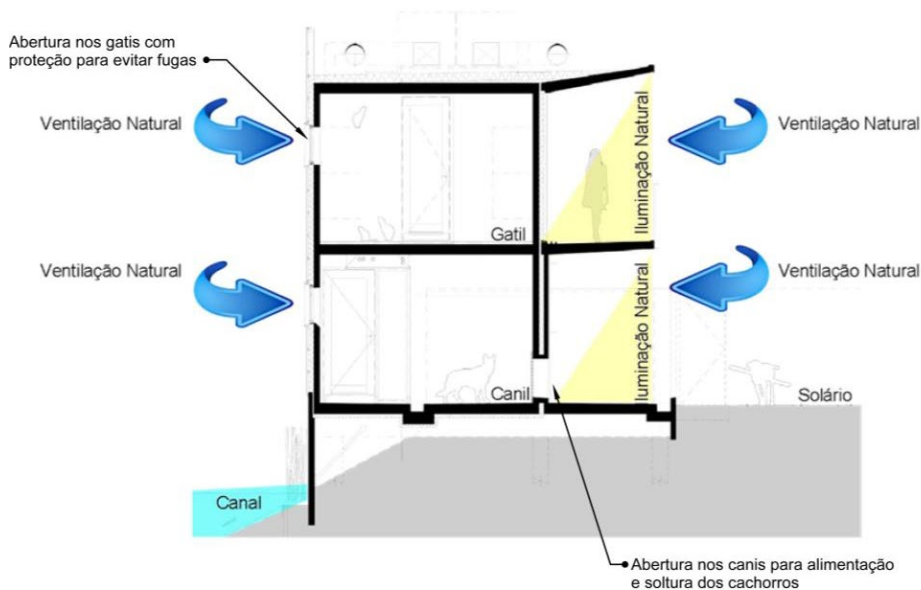 Abertura nos gatis com
proteção para evitar fugas
Ventilação Natural
Ventilação Natural
Iluminação Natural
Gatil
Ventilação Natural
Ventilação Natural
Iluminação Natural
Canil
Solário
Canal
Abertura nos canis para alimentação
e soltura dos cachorros